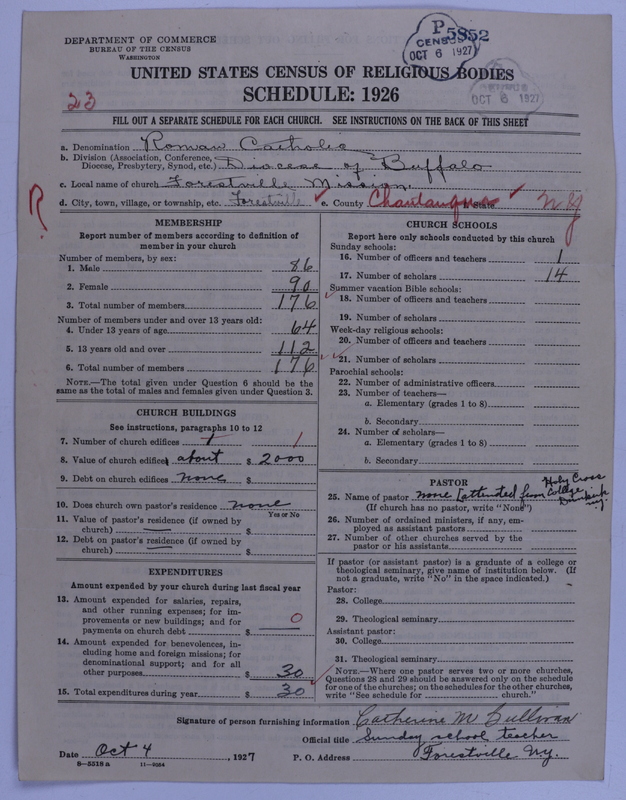 DEPARTMENT OF COMMERCE
BUREAU OF THE CENSUS
WASHINGTON
P 5852
CENSUS
OCT 6 1927
OCT 6 1927
UNITED STATES CENSUS OF RELIGIOUS BODIES
SCHEDULE: 1926
23
FILL OUT A SEPARATE SCHEDULE FOR EACH CHURCH. SEE INSTRUCTIONS ON THE BACK OF THIS SHEET
a. Denomination Roman Catholic
b. Division (Association, Conference, Diocese, Presbytery, Synod, etc.) Diocese of Buffalo
c. Local name of church Forestville Mission
d. City, town, village, or township, etc. Forestville e. County Chautauqua f. State N.Y
R
MEMBERSHIP
Report number of members according to definition of member in your church
Number of members, by sex:
1. Male 86
2. Female 90
3. Total number of members 176
Number of members under and over 13 years old:
4. Under 13 years of age 64
5. 13 years old and over 112
6. Total number of members 176
NOTE.—The total given under Question 6 should be the same as the total of males and females given under Question 3.
CHURCH BUILDINGS
See instructions, paragraphs 10 to 12
7. Number of church edifices 1 1
8. Value of church edifices about $ 2000
9. Debt on church edifices none $
10. Does church own pastor's residence none
Yes or No
11. Value of pastor's residence (if owned by church) — $
12. Debt on pastor's residence (if owned by church) — $
EXPENDITURES
Amount expended by church during last fiscal year
13. Amount expended for salaries, repairs, and other running expenses; for improvements or new buildings; and for payments on church debt $ 0
14. Amount expended for benevolences, including home and foreign missions; for denominational support; and for all other purposes $ 30
15. Total expenditures during year $ 30
CHURCH SCHOOLS
Report here only schools conducted by this church
Sunday schools:
16. Number of officers and teachers 1
17. Number of scholars 14
Summer vacation Bible schools:
18. Number of officers and teachers
19. Number of scholars
Week-day religious schools:
20. Number of officers and teachers
21. Number of scholars
Parochial schools:
22. Number of administrative officers
23. Number of teachers—
a. Elementary (grades 1 to 8)
b. Secondary
24. Number of scholars—
a. Elementary (grades 1 to 8)
b. Secondary
PASTOR
25. Name of pastor none [attended from Holy Cross College Dunkirk N.Y.
(If church has no pastor, write "None")
26. Number of ordained ministers, if any, employed as assistant pastors
27. Number of other churches served by the pastor or his assistants
If pastor (or assistant pastor) is a graduate of a college or theological seminary, give name of institution below. (If not a graduate, write "No" in the space indicated.)
Pastor:
28. College
29. Theological seminary
Assistant pastor:
30. College
31. Theological seminary
NOTE.—Where one pastor serves two or more churches, Questions 28 and 29 should be answered only on the schedule for one of the churches; on the schedules for the other churches, write "See schedule for ........ church."
Signature of person furnishing information Catherine M Sullivan
Official title Sunday school teacher
Date Oct 4, 1927 P. O. Address Forestville N.Y.
8—5518 a 11—9564